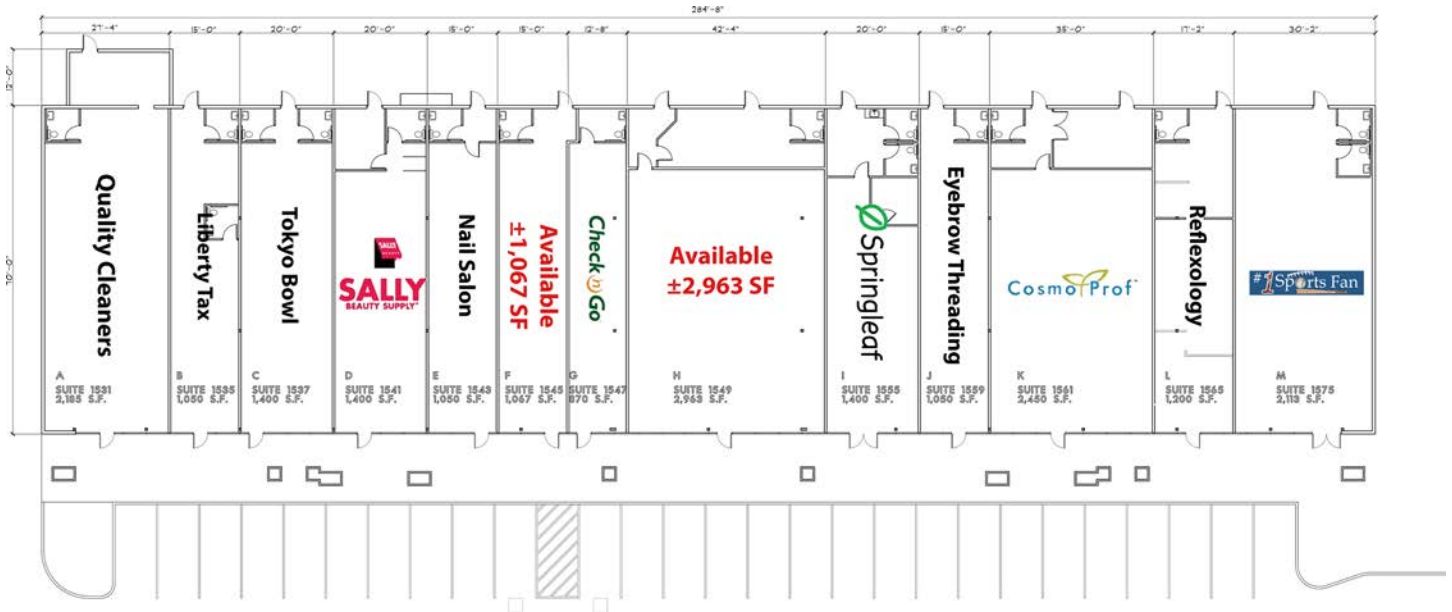 284'-8"
27'-4"
15'-0"
20'-0"
20'-0"
15'-0"
15'-0"
12'-8"
42'-4"
20'-0"
15'-0"
35'-0"
17'-2"
30'-2"
12'-0"
70'-0"
Quality Cleaners
Liberty Tax
Tokyo Bowl
SALLY
SALLY
BEAUTY SUPPLY
Nail Salon
Available
±1,067 SF
Check 'n Go
Available
±2,963 SF
Springleaf
Eyebrow Threading
CosmoProf
Reflexology
#1 Sports Fan
A
SUITE 1531
2,185 S.F.
B
SUITE 1535
1,050 S.F.
C
SUITE 1537
1,400 S.F.
D
SUITE 1541
1,400 S.F.
E
SUITE 1543
1,050 S.F.
F
SUITE 1545
1,067 S.F.
G
SUITE 1547
870 S.F.
H
SUITE 1549
2,963 S.F.
I
SUITE 1555
1,400 S.F.
J
SUITE 1559
1,050 S.F.
K
SUITE 1561
2,450 S.F.
L
SUITE 1565
1,200 S.F.
M
SUITE 1575
2,113 S.F.